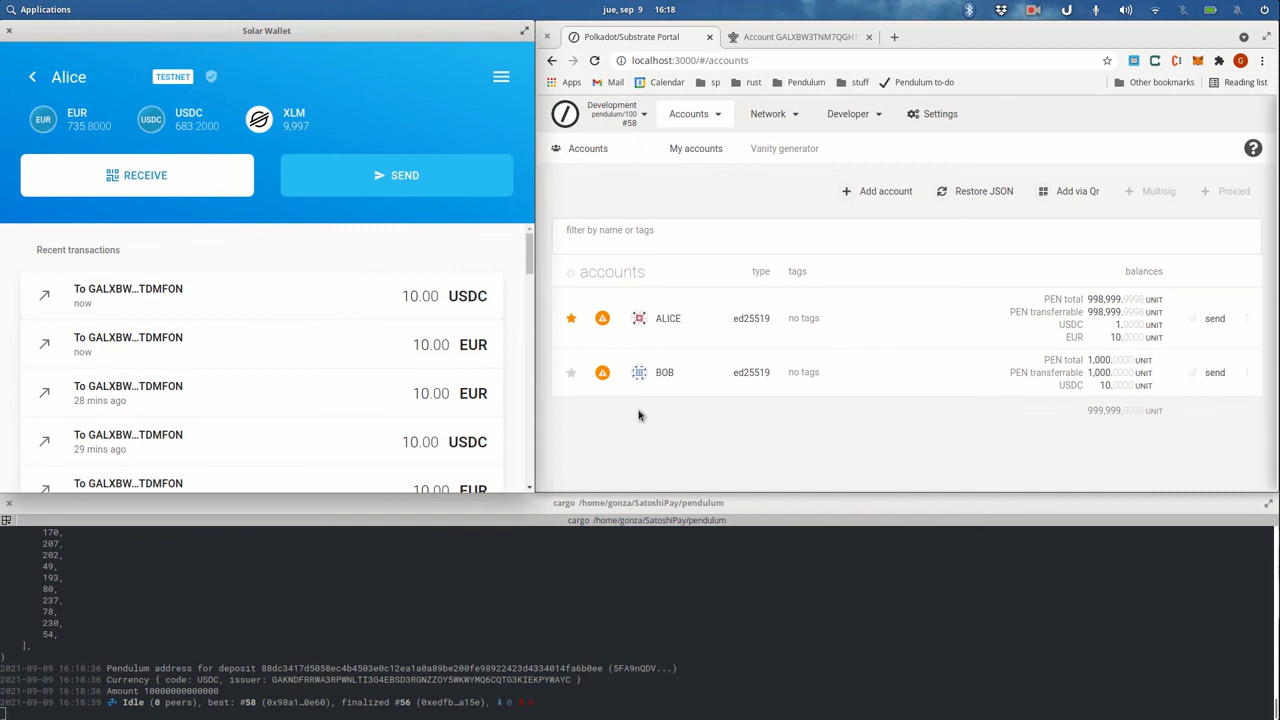 Applications
jue, sep 9 16:18
Solar Wallet
Alice
TESTNET
EUR
EUR
735.8000
USDC
USDC
683.2000
XLM
9,997
RECEIVE
SEND
Recent transactions
To GALXBW...TDMFON
now
10.00 USDC
To GALXBW...TDMFON
now
10.00 EUR
To GALXBW...TDMFON
28 mins ago
10.00 EUR
To GALXBW...TDMFON
29 mins ago
10.00 USDC
To GALXBW...TDMFON
10.00 EUR
Polkadot/Substrate Portal
Account GALXBW3TNM7QGHT
localhost:3000/#/accounts
Apps Mail Calendar sp rust Pendulum stuff Pendulum to-do Other bookmarks Reading list
Development
pendulum/100
#58
Accounts Network Developer Settings
Accounts My accounts Vanity generator
Add account Restore JSON Add via Qr Multisig Proxied
filter by name or tags
accounts type tags balances
ALICE ed25519 no tags
PEN total 998,999.9998 UNIT
PEN transferrable 998,999.9998 UNIT
USDC 1.0000 UNIT
EUR 10.0000 UNIT
send
BOB ed25519 no tags
PEN total 1,000.0000 UNIT
PEN transferrable 1,000.0000 UNIT
USDC 10.0000 UNIT
send
999,999.9998 UNIT
cargo /home/gonza/SatoshiPay/pendulum
cargo /home/gonza/SatoshiPay/pendulum
170,
207,
202,
49,
193,
80,
237,
78,
230,
54,
],
)
2021-09-09 16:18:36 Pendulum address for deposit 88dc3417d5058ec4b4503e0c12ea1a0a89be200fe98922423d4334014fa6b0ee (5FA9nQDV...)
2021-09-09 16:18:36 Currency { code: USDC, issuer: GAKNDFRRWA3RPWNLTI3G4EBSD3RGNZZOY5WKWYMQ6CQTG3KIEKPYWAYC }
2021-09-09 16:18:36 Amount 10000000000000
2021-09-09 16:18:39 Idle (0 peers), best: #58 (0x98a1…0e60), finalized #56 (0xedfb…a15e), ⬇ 0 ⬆ 0